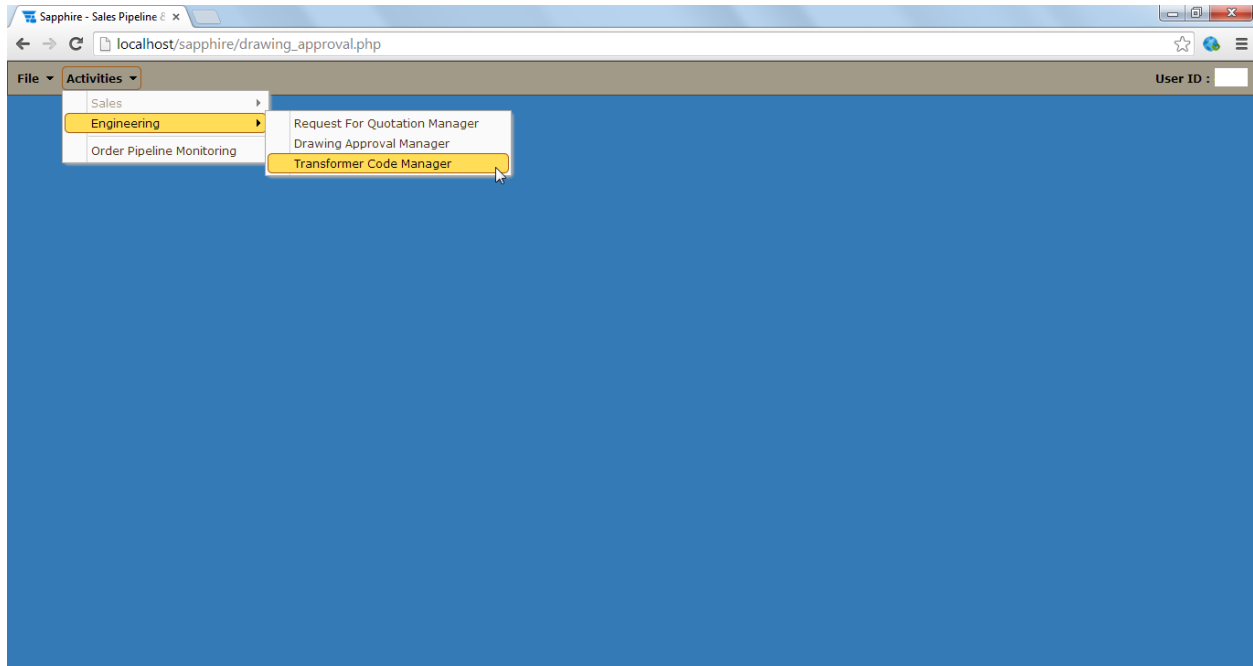 Sapphire - Sales Pipeline &
localhost/sapphire/drawing_approval.php
File Activities User ID :
Sales
Engineering
Order Pipeline Monitoring
Request For Quotation Manager
Drawing Approval Manager
Transformer Code Manager